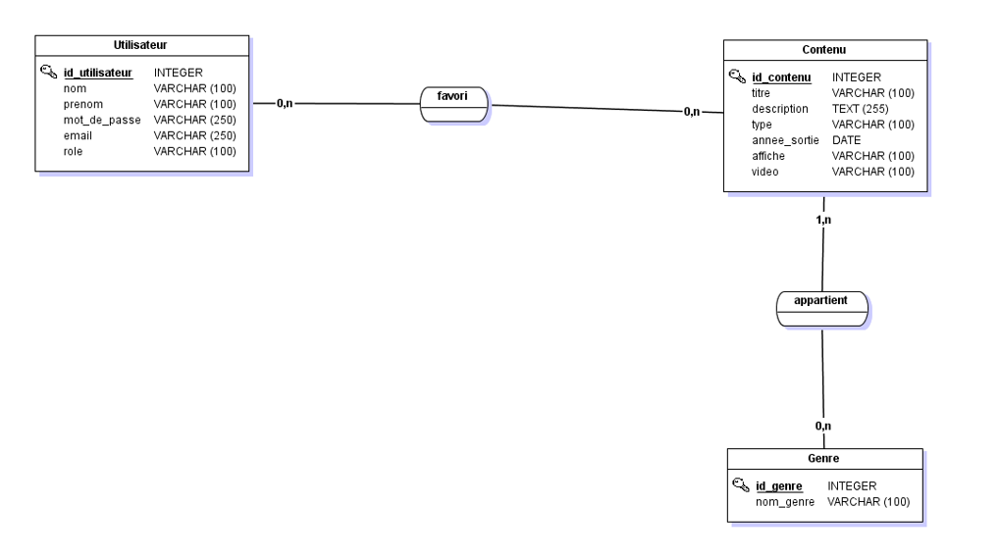 Utilisateur
id_utilisateur INTEGER
nom VARCHAR (100)
prenom VARCHAR (100)
mot_de_passe VARCHAR (250)
email VARCHAR (250)
role VARCHAR (100)
0,n
favori
0,n
Contenu
id_contenu INTEGER
titre VARCHAR (100)
description TEXT (255)
type VARCHAR (100)
annee_sortie DATE
affiche VARCHAR (100)
video VARCHAR (100)
1,n
appartient
0,n
Genre
id_genre INTEGER
nom_genre VARCHAR (100)